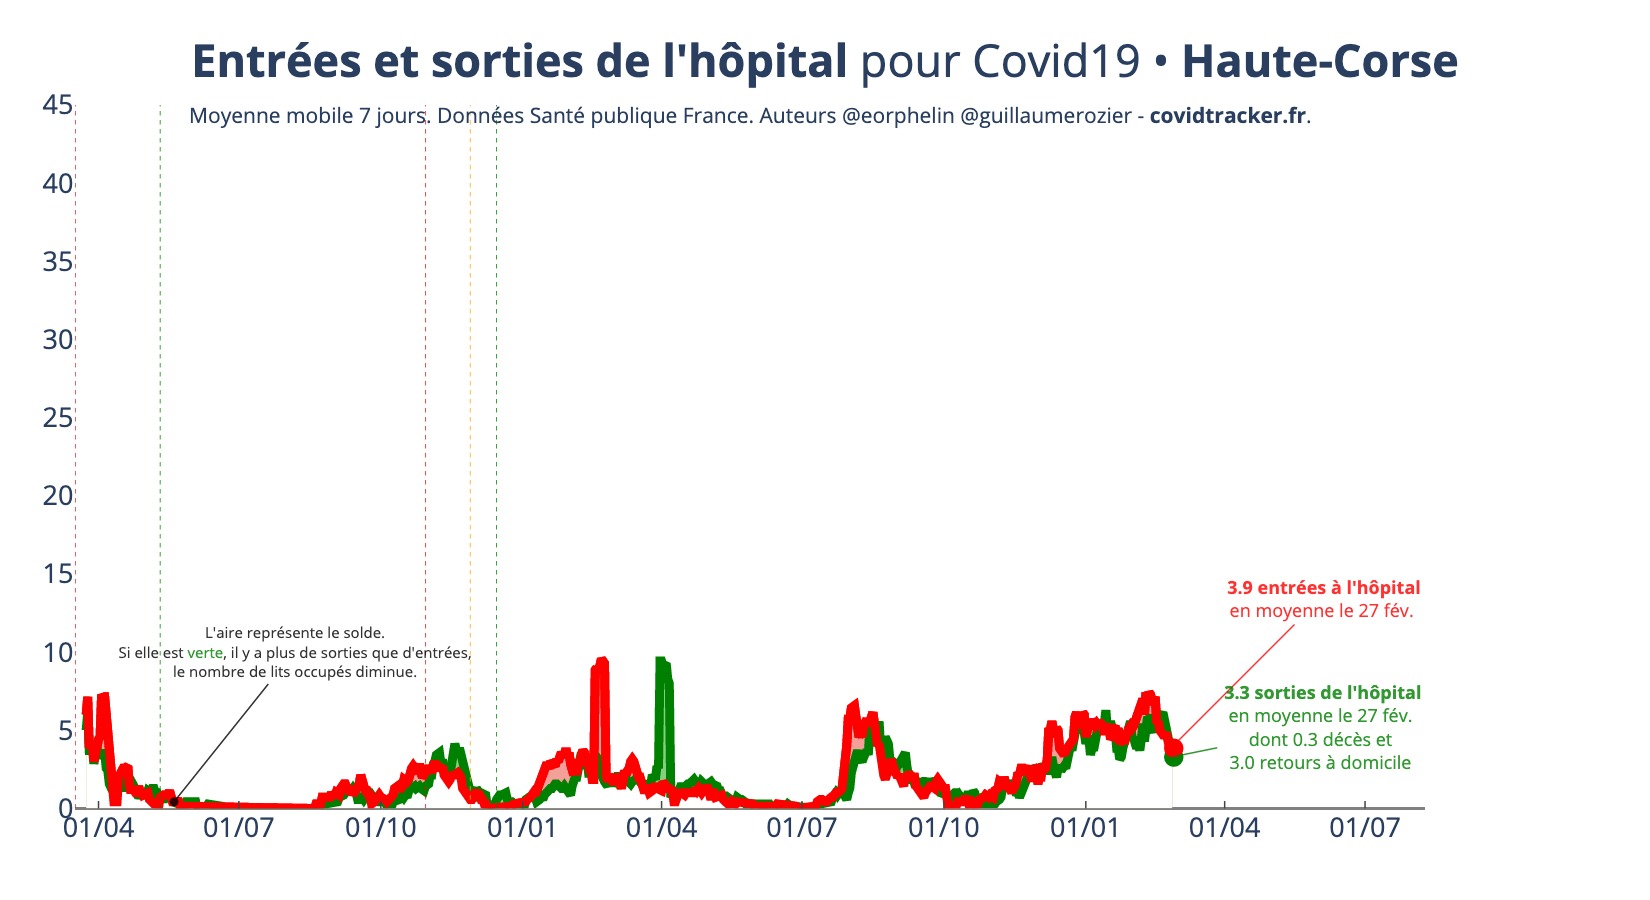 Entrées et sorties de l'hôpital pour Covid19 • Haute-Corse
Moyenne mobile 7 jours. Données Santé publique France. Auteurs @eorphelin @guillaumerozier - covidtracker.fr.
45
40
35
30
25
20
15
10
5
0
3.9 entrées à l'hôpital
en moyenne le 27 fév.
L'aire représente le solde.
Si elle est verte, il y a plus de sorties que d'entrées,
le nombre de lits occupés diminue.
3.3 sorties de l'hôpital
en moyenne le 27 fév.
dont 0.3 décès et
3.0 retours à domicile
01/04 01/07 01/10 01/01 01/04 01/07 01/10 01/01 01/04 01/07